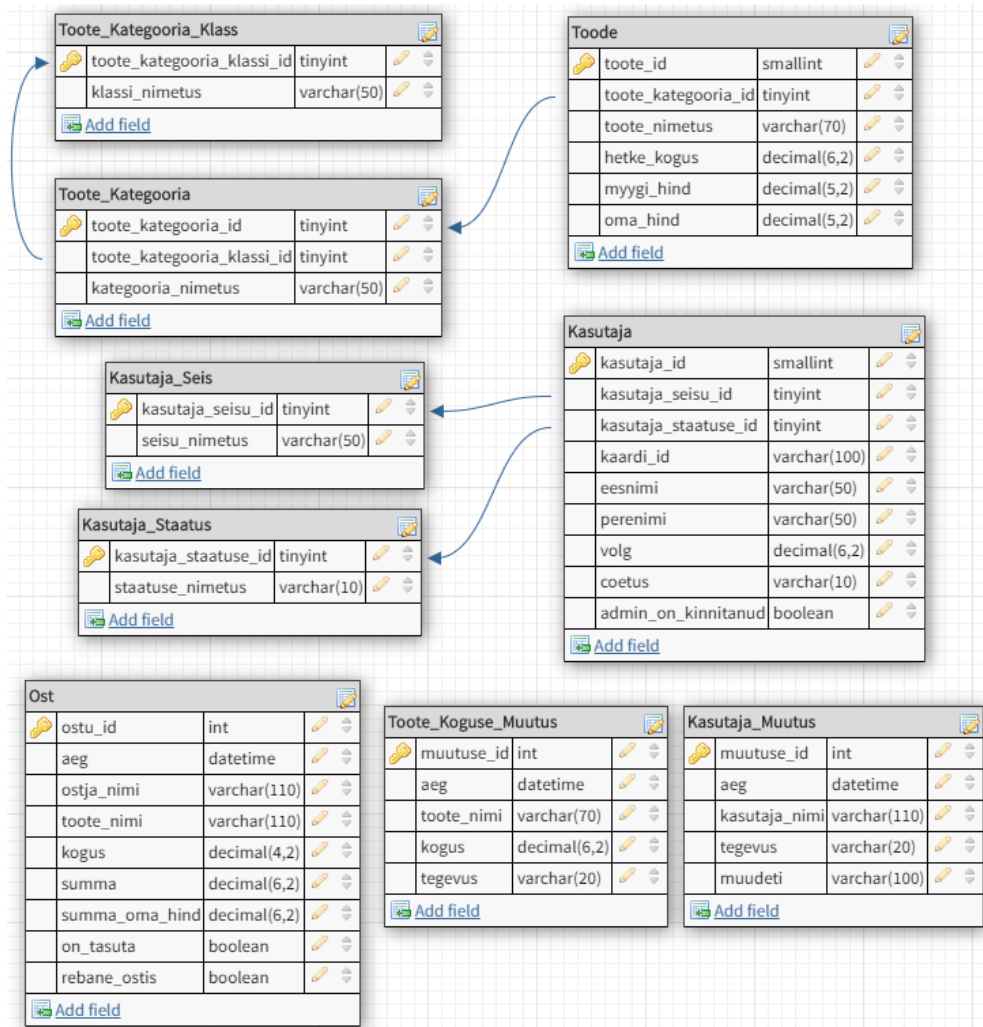 Toote_Kategooria_Klass
toote_kategooria_klassi_id tinyint
klassi_nimetus varchar(50)
Add field
Toote_Kategooria
toote_kategooria_id tinyint
toote_kategooria_klassi_id tinyint
kategooria_nimetus varchar(50)
Add field
Toode
toote_id smallint
toote_kategooria_id tinyint
toote_nimetus varchar(70)
hetke_kogus decimal(6,2)
myygi_hind decimal(5,2)
oma_hind decimal(5,2)
Add field
Kasutaja_Seis
kasutaja_seisu_id tinyint
seisu_nimetus varchar(50)
Add field
Kasutaja_Staatus
kasutaja_staatuse_id tinyint
staatuse_nimetus varchar(10)
Add field
Kasutaja
kasutaja_id smallint
kasutaja_seisu_id tinyint
kasutaja_staatuse_id tinyint
kaardi_id varchar(100)
eesnimi varchar(50)
perenimi varchar(50)
volg decimal(6,2)
coetus varchar(10)
admin_on_kinnitanud boolean
Add field
Ost
ostu_id int
aeg datetime
ostja_nimi varchar(110)
toote_nimi varchar(110)
kogus decimal(4,2)
summa decimal(6,2)
summa_oma_hind decimal(6,2)
on_tasuta boolean
rebane_ostis boolean
Add field
Toote_Koguse_Muutus
muutuse_id int
aeg datetime
toote_nimi varchar(70)
kogus decimal(6,2)
tegevus varchar(20)
Add field
Kasutaja_Muutus
muutuse_id int
aeg datetime
kasutaja_nimi varchar(110)
tegevus varchar(20)
muudeti varchar(100)
Add field